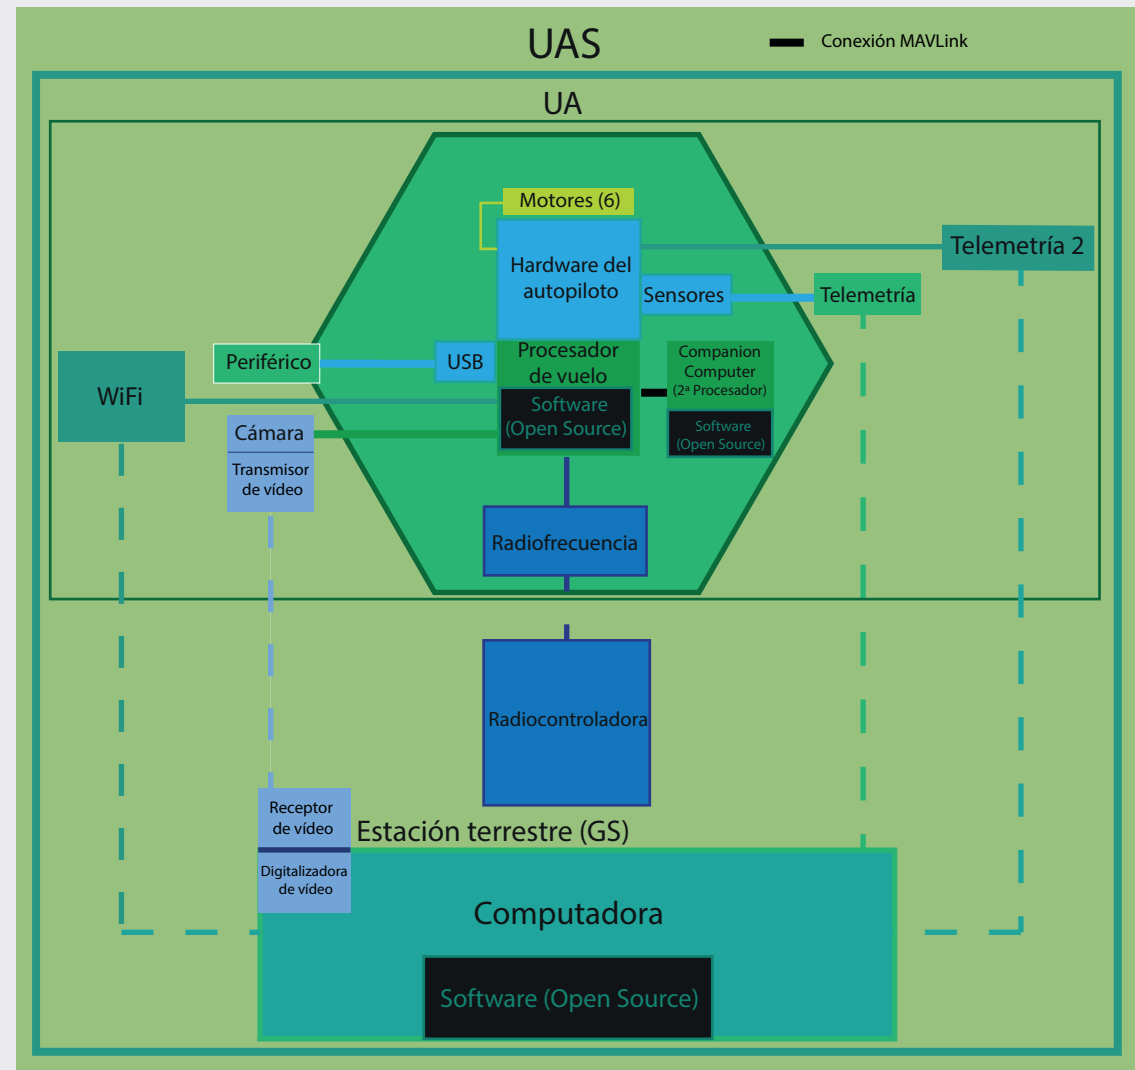 UAS
Conexión MAVLink
UA
Motores (6)
Hardware del
autopiloto
Telemetría 2
Sensores
Telemetría
Periférico
USB
Procesador
de vuelo
Companion
Computer
(2ª Procesador)
WiFi
Software
(Open Source)
Software
(Open Source)
Cámara
Transmisor
de vídeo
Radiofrecuencia
Radiocontroladora
Receptor
de vídeo
Estación terrestre (GS)
Digitalizadora
de vídeo
Computadora
Software (Open Source)